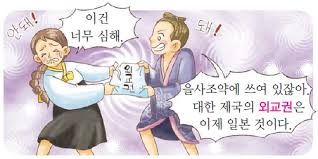 안돼!
이건
너무 심해.
외교권
돼!
을사조약에 쓰여 있잖아.
대한 제국의 외교권은
이제 일본 것이다.